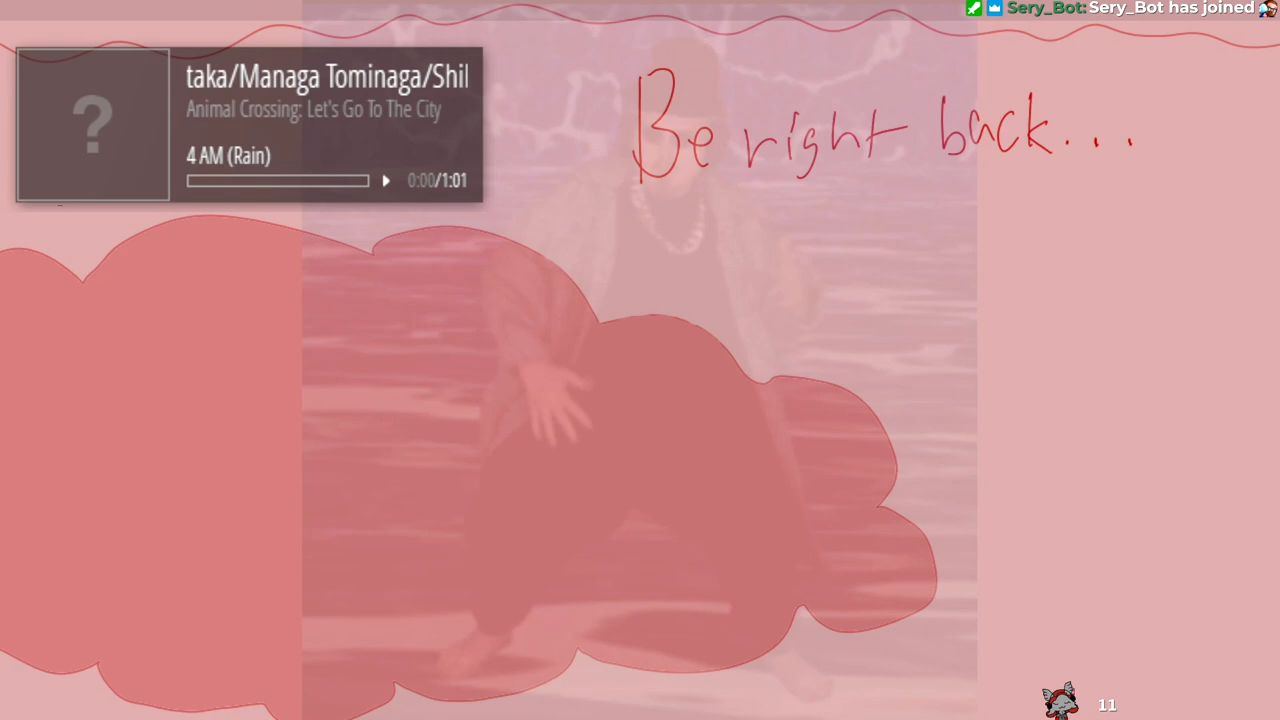 Sery_Bot: Sery_Bot has joined
taka/Managa Tominaga/Shil
Animal Crossing: Let's Go To The City
4 AM (Rain)
0:00/1:01
?
Be right back...
11